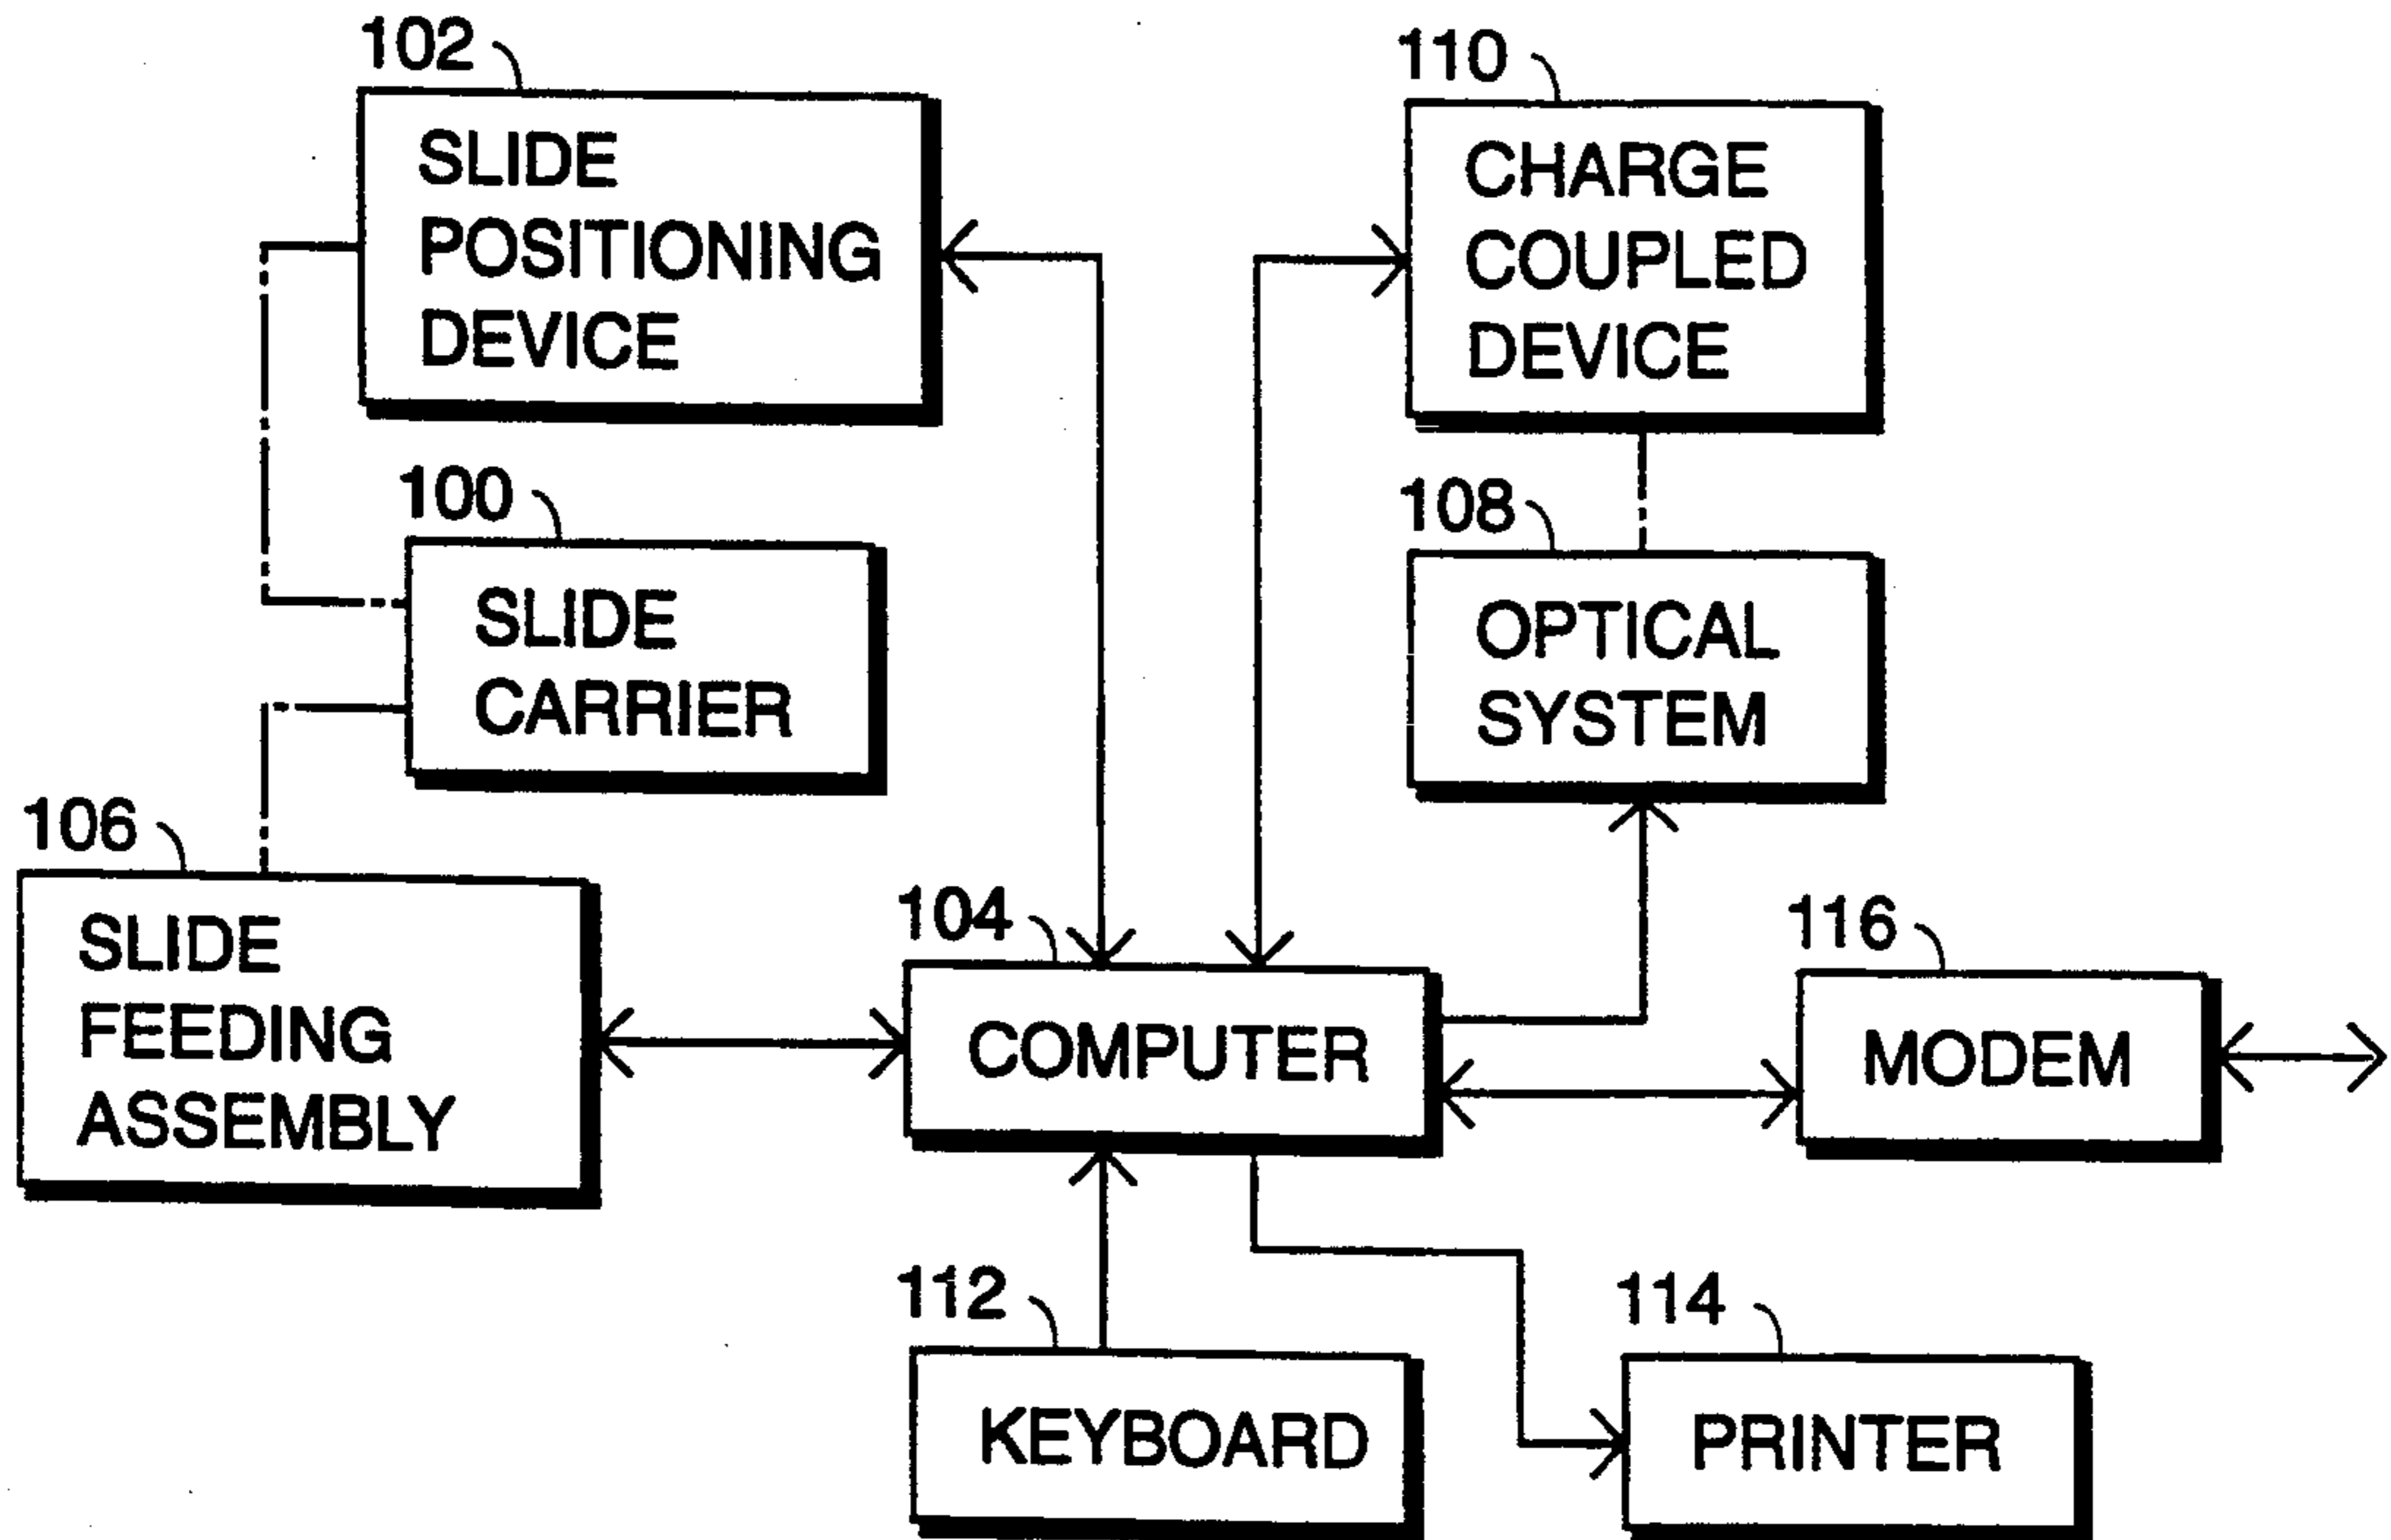 102
SLIDE
POSITIONING
DEVICE
110
CHARGE
COUPLED
DEVICE
100
SLIDE
CARRIER
108
OPTICAL
SYSTEM
106
SLIDE
FEEDING
ASSEMBLY
104
COMPUTER
116
MODEM
112
KEYBOARD
114
PRINTER